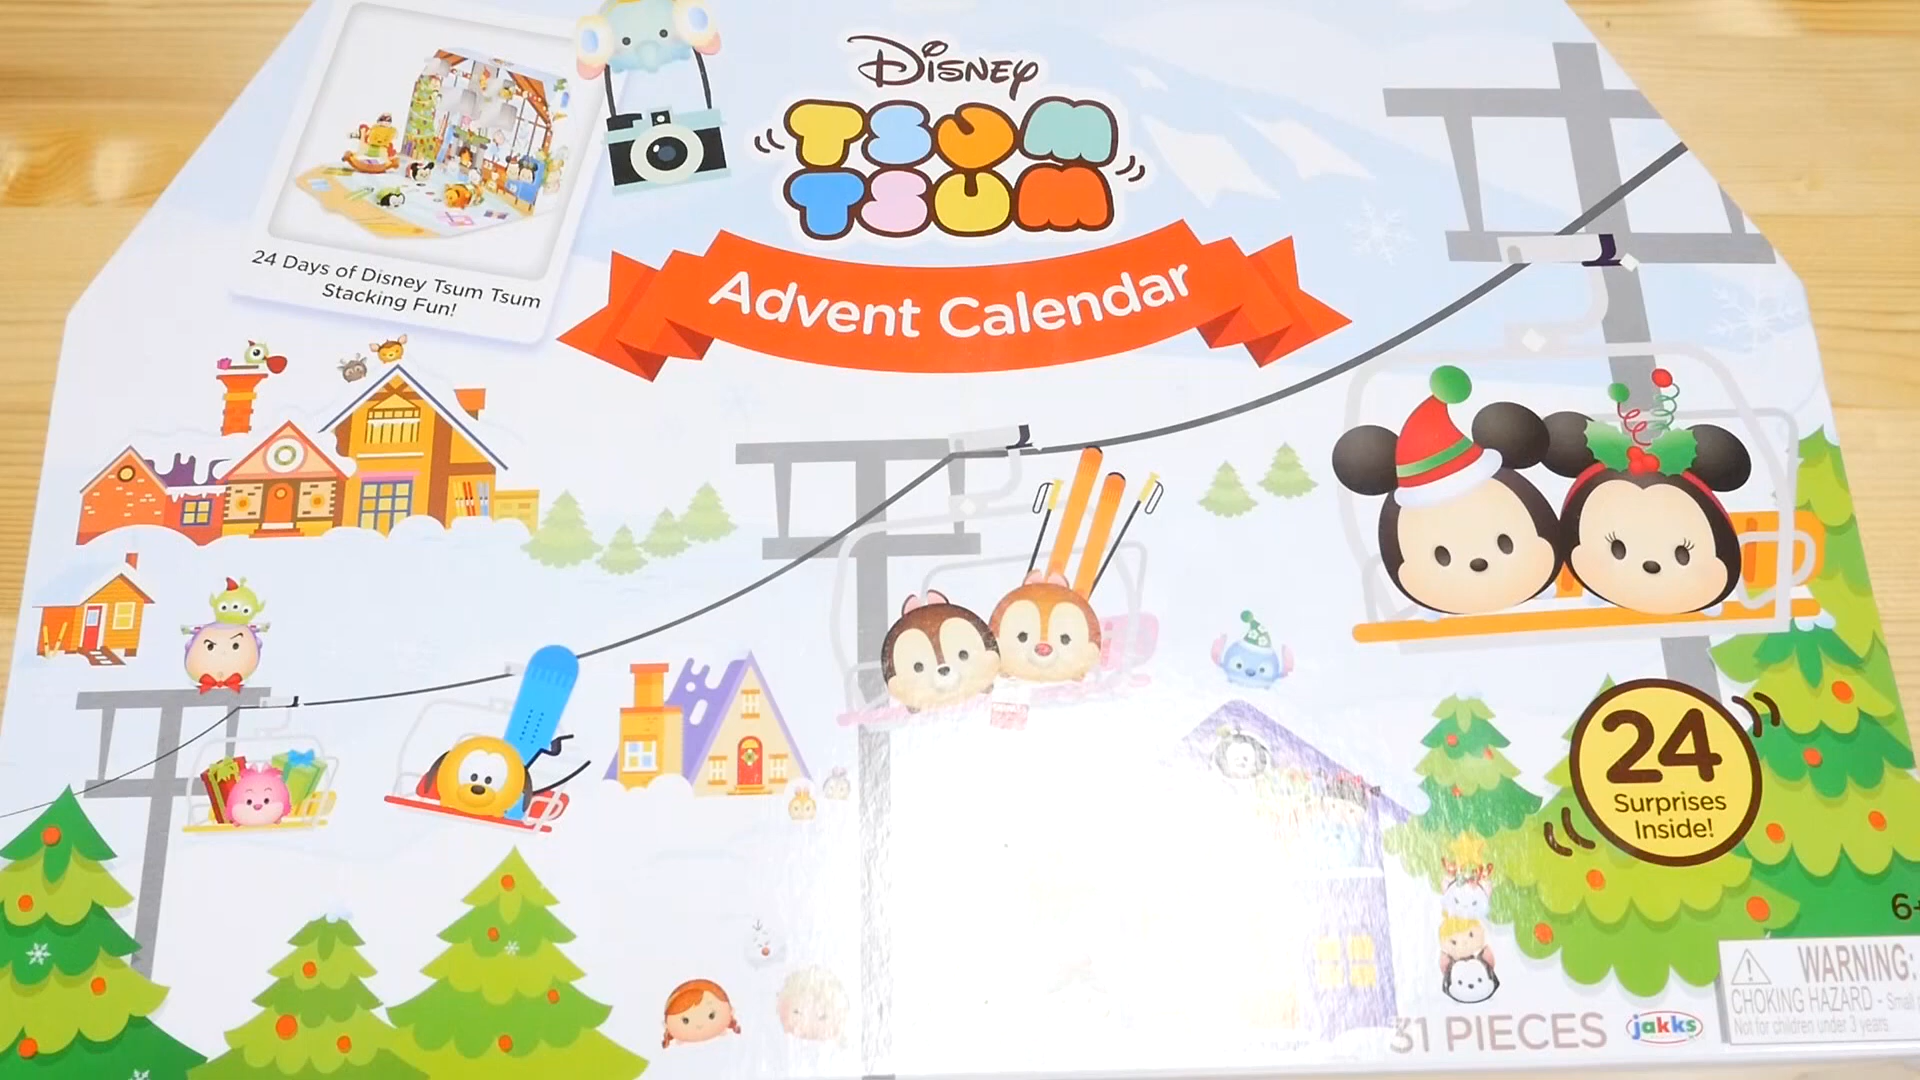 Disney
TSUM
TSUM
Advent Calendar
24 Days of Disney Tsum Tsum
Stacking Fun!
24
Surprises
Inside!
6+
WARNING:
CHOKING HAZARD - Small
Not for children under 3 years.
31 PIECES
jakks